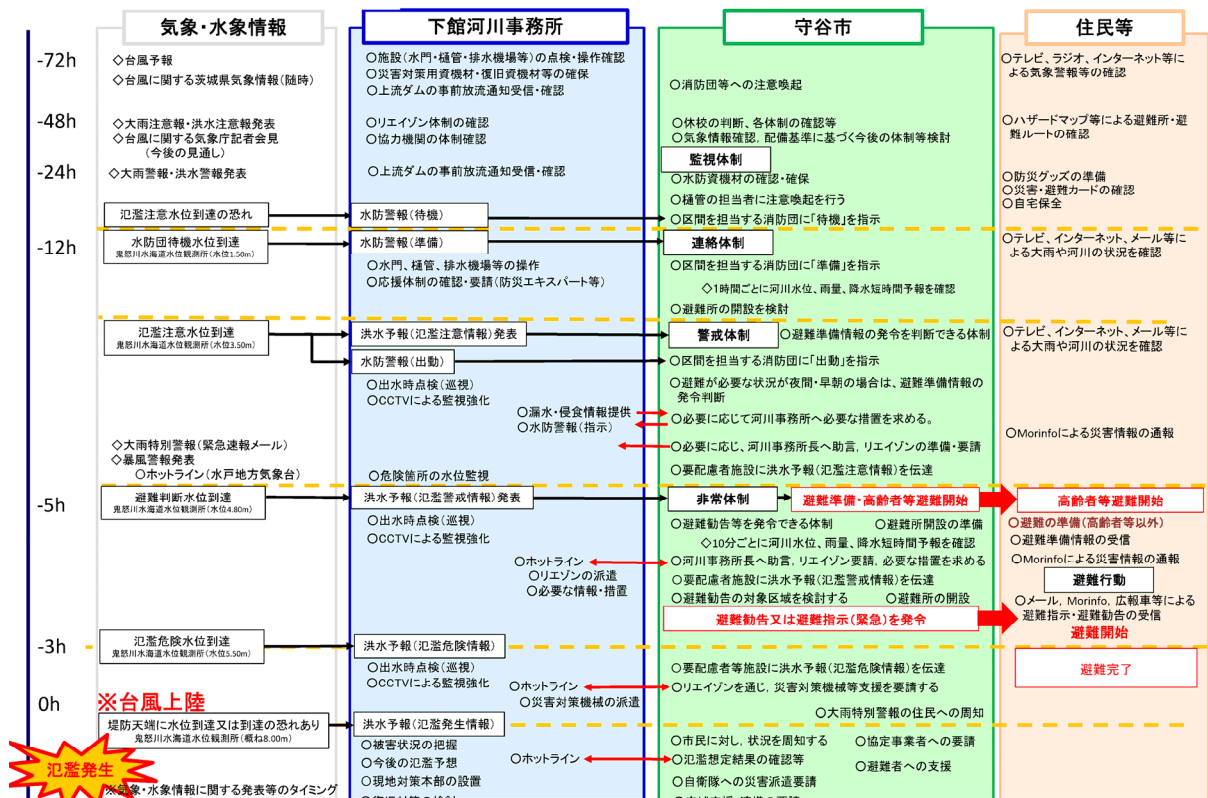 気象・水象情報
下館河川事務所
守谷市
住民等
-72h
◇台風予報
◇台風に関する茨城県気象情報(随時)
○施設(水門・樋管・排水機場等)の点検・操作確認
○災害対策用資機材・復旧資機材等の確保
○上流ダムの事前放流通知受信・確認
○消防団等への注意喚起
○テレビ、ラジオ、インターネット等に
よる気象警報等の確認
-48h
◇大雨注意報・洪水注意報発表
◇台風に関する気象庁記者会見
(今後の見通し)
○リエイゾン体制の確認
○協力機関の体制確認
○休校の判断、各体制の確認等
○気象情報確認, 配備基準に基づく今後の体制等検討
○ハザードマップ等による避難所・避
難ルートの確認
-24h
◇大雨警報・洪水警報発表
○上流ダムの事前放流通知受信・確認
監視体制
○水防資機材の確認・確保
○樋管の担当者に注意喚起を行う
○防災グッズの準備
○災害・避難カードの確認
○自宅保全
氾濫注意水位到達の恐れ
水防警報(待機)
○区間を担当する消防団に「待機」を指示
-12h
水防団待機水位到達
鬼怒川水海道水位観測所(水位1.50m)
水防警報(準備)
○水門、樋管、排水機場等の操作
○応援体制の確認・要請(防災エキスパート等)
連絡体制
○区間を担当する消防団に「準備」を指示
◇1時間ごとに河川水位、雨量、降水短時間予報を確認
○避難所の開設を検討
○テレビ、インターネット、メール等に
よる大雨や河川の状況を確認
氾濫注意水位到達
鬼怒川水海道水位観測所(水位3.50m)
洪水予報(氾濫注意情報)発表
水防警報(出動)
○出水時点検(巡視)
○CCTVによる監視強化
○漏水・侵食情報提供
○水防警報(指示)
警戒体制
○避難準備情報の発令を判断できる体制
○区間を担当する消防団に「出動」を指示
○避難が必要な状況が夜間・早朝の場合は、避難準備情報の
発令判断
○必要に応じて河川事務所へ必要な措置を求める。
○必要に応じ, 河川事務所長へ助言, リエイゾンの準備・要請
○要配慮者施設に洪水予報(氾濫注意情報)を伝達
○テレビ、インターネット、メール等に
よる大雨や河川の状況を確認
○Morinfoによる災害情報の通報
◇大雨特別警報(緊急速報メール)
◇暴風警報発表
○ホットライン(水戸地方気象台)
○危険箇所の水位監視
-5h
避難判断水位到達
鬼怒川水海道水位観測所(水位4.80m)
洪水予報(氾濫警戒情報)発表
○出水時点検(巡視)
○CCTVによる監視強化
○ホットライン
○リエゾンの派遣
○必要な情報・措置
非常体制
避難準備・高齢者等避難開始
○避難勧告等を発令できる体制
○避難所開設の準備
◇10分ごとに河川水位、雨量、降水短時間予報を確認
○河川事務所長へ助言, リエイゾン要請, 必要な措置を求める
○要配慮者施設に洪水予報(氾濫警戒情報)を伝達
○避難勧告の対象区域を検討する
○避難所の開設
避難勧告又は避難指示(緊急)を発令
高齢者等避難開始
○避難の準備(高齢者等以外)
○避難準備情報の受信
○Morinfoによる災害情報の通報
避難行動
○メール, Morinfo, 広報車等による
避難指示・避難勧告の受信
避難開始
-3h
氾濫危険水位到達
鬼怒川水海道水位観測所(水位5.50m)
洪水予報(氾濫危険情報)
○出水時点検(巡視)
○CCTVによる監視強化
○ホットライン
○災害対策機械の派遣
○要配慮者等施設に洪水予報(氾濫危険情報)を伝達
○リエイゾンを通じ, 災害対策機械等支援を要請する
○大雨特別警報の住民への周知
避難完了
0h
※台風上陸
堤防天端に水位到達又は到達の恐れあり
鬼怒川水海道水位観測所(概ね8.00m)
洪水予報(氾濫発生情報)
○被害状況の把握
○今後の氾濫予想
○現地対策本部の設置
○ホットライン
○市民に対し, 状況を周知する
○協定事業者への要請
○氾濫想定結果の確認等
○避難者への支援
○自衛隊への災害派遣要請
氾濫発生
※気象・水象情報に関する発表等のタイミング